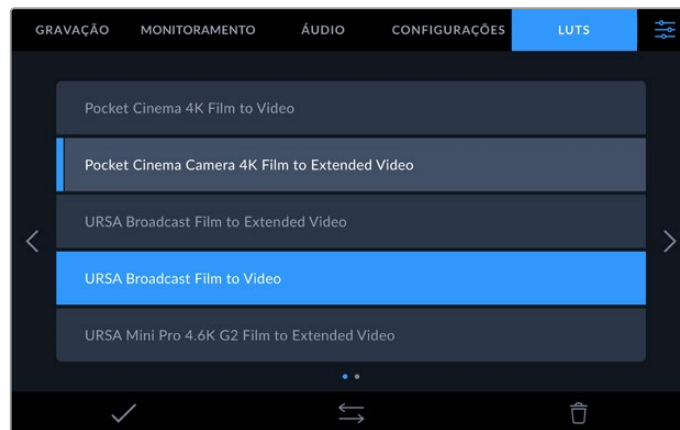 GRAVAÇÃO MONITORAMENTO ÁUDIO CONFIGURAÇÕES LUTS
Pocket Cinema 4K Film to Video
Pocket Cinema Camera 4K Film to Extended Video
URSA Broadcast Film to Extended Video
URSA Broadcast Film to Video
URSA Mini Pro 4.6K G2 Film to Extended Video